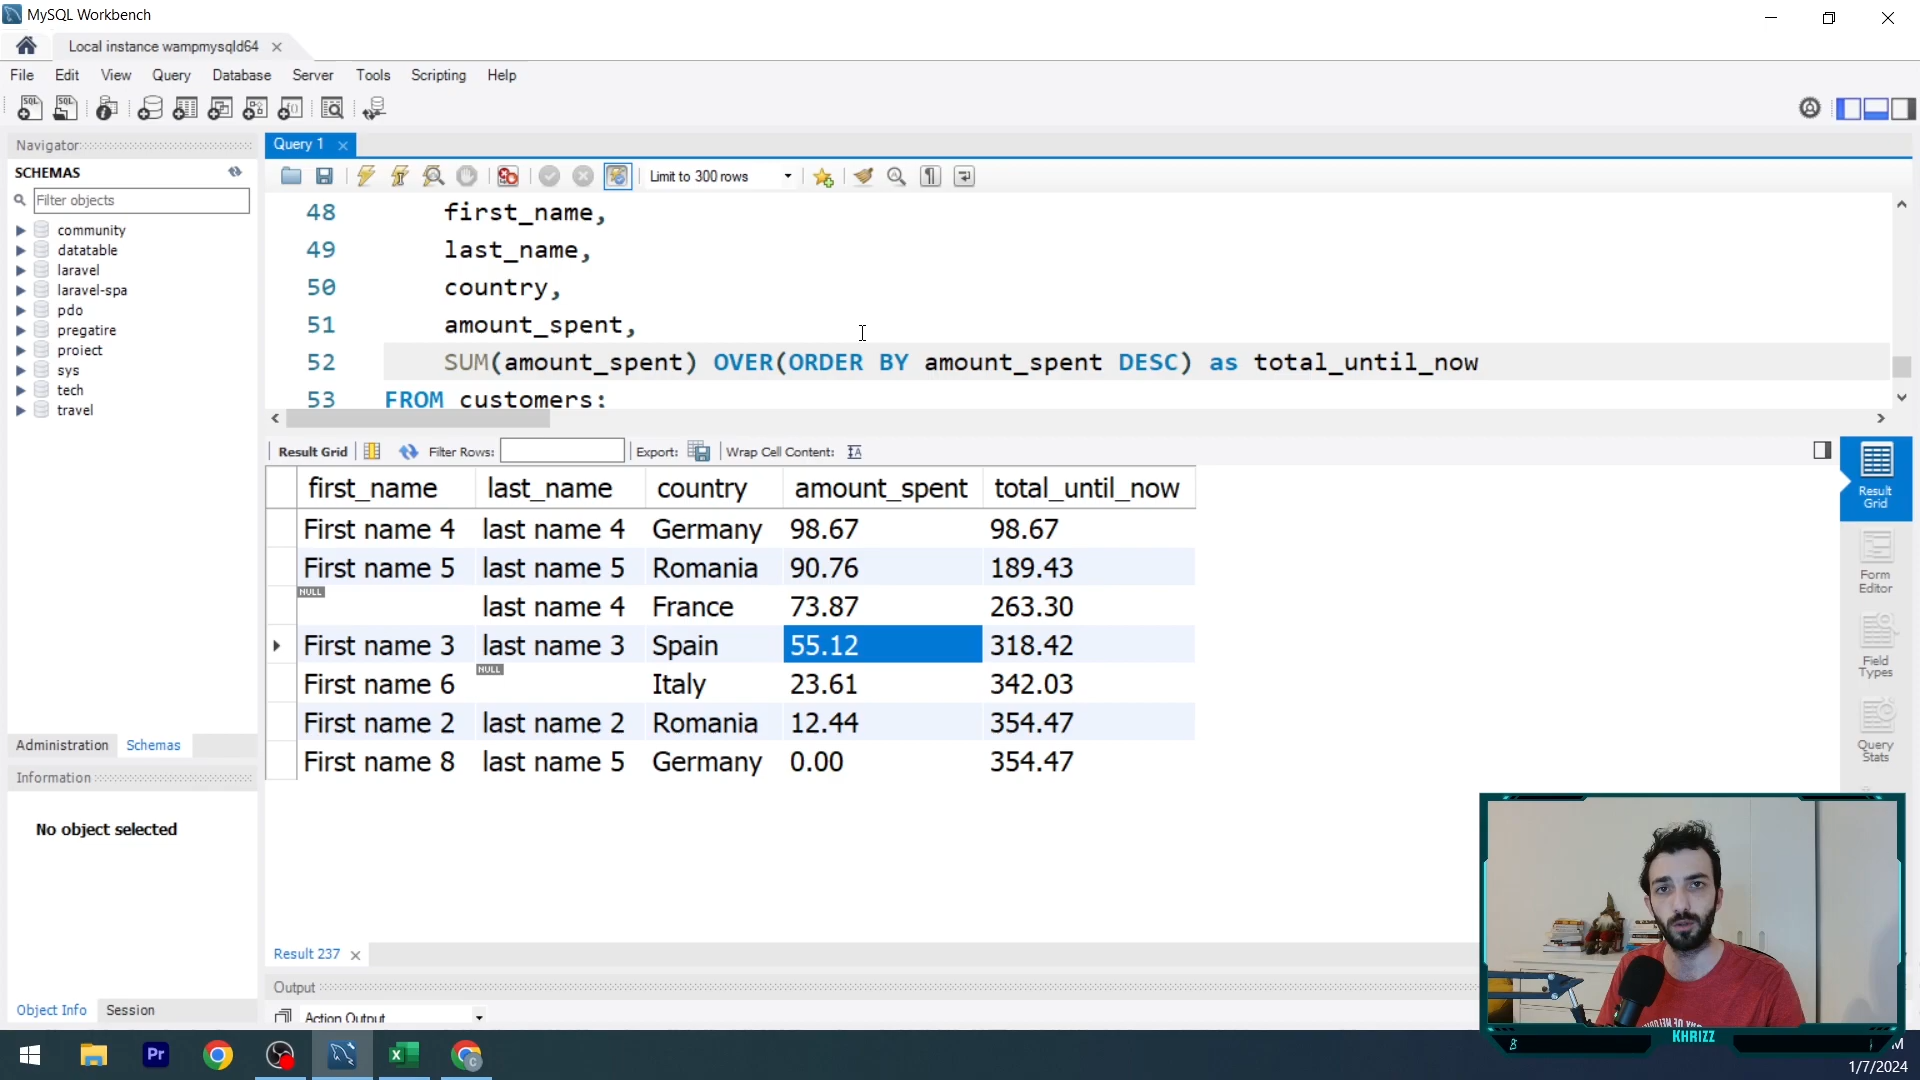 MySQL Workbench
Local instance wampmysqld64
File Edit View Query Database Server Tools Scripting Help
Navigator
SCHEMAS
Filter objects
community
datatable
laravel
laravel-spa
pdo
pregatire
proiect
sys
tech
travel
Administration Schemas
Information
No object selected
Object Info Session
Query 1
Limit to 300 rows
48 first_name,
49 last_name,
50 country,
51 amount_spent,
52 SUM(amount_spent) OVER(ORDER BY amount_spent DESC) as total_until_now
53 FROM customers;
Result Grid Filter Rows: Export: Wrap Cell Content:
first_name last_name country amount_spent total_until_now
First name 4 last name 4 Germany 98.67 98.67
First name 5 last name 5 Romania 90.76 189.43
NULL last name 4 France 73.87 263.30
First name 3 last name 3 Spain 55.12 318.42
First name 6 NULL Italy 23.61 342.03
First name 2 last name 2 Romania 12.44 354.47
First name 8 last name 5 Germany 0.00 354.47
Result Grid
Form Editor
Field Types
Query Stats
Result 237
Output
Action Output
KHRIZZ
Pr
1/7/2024